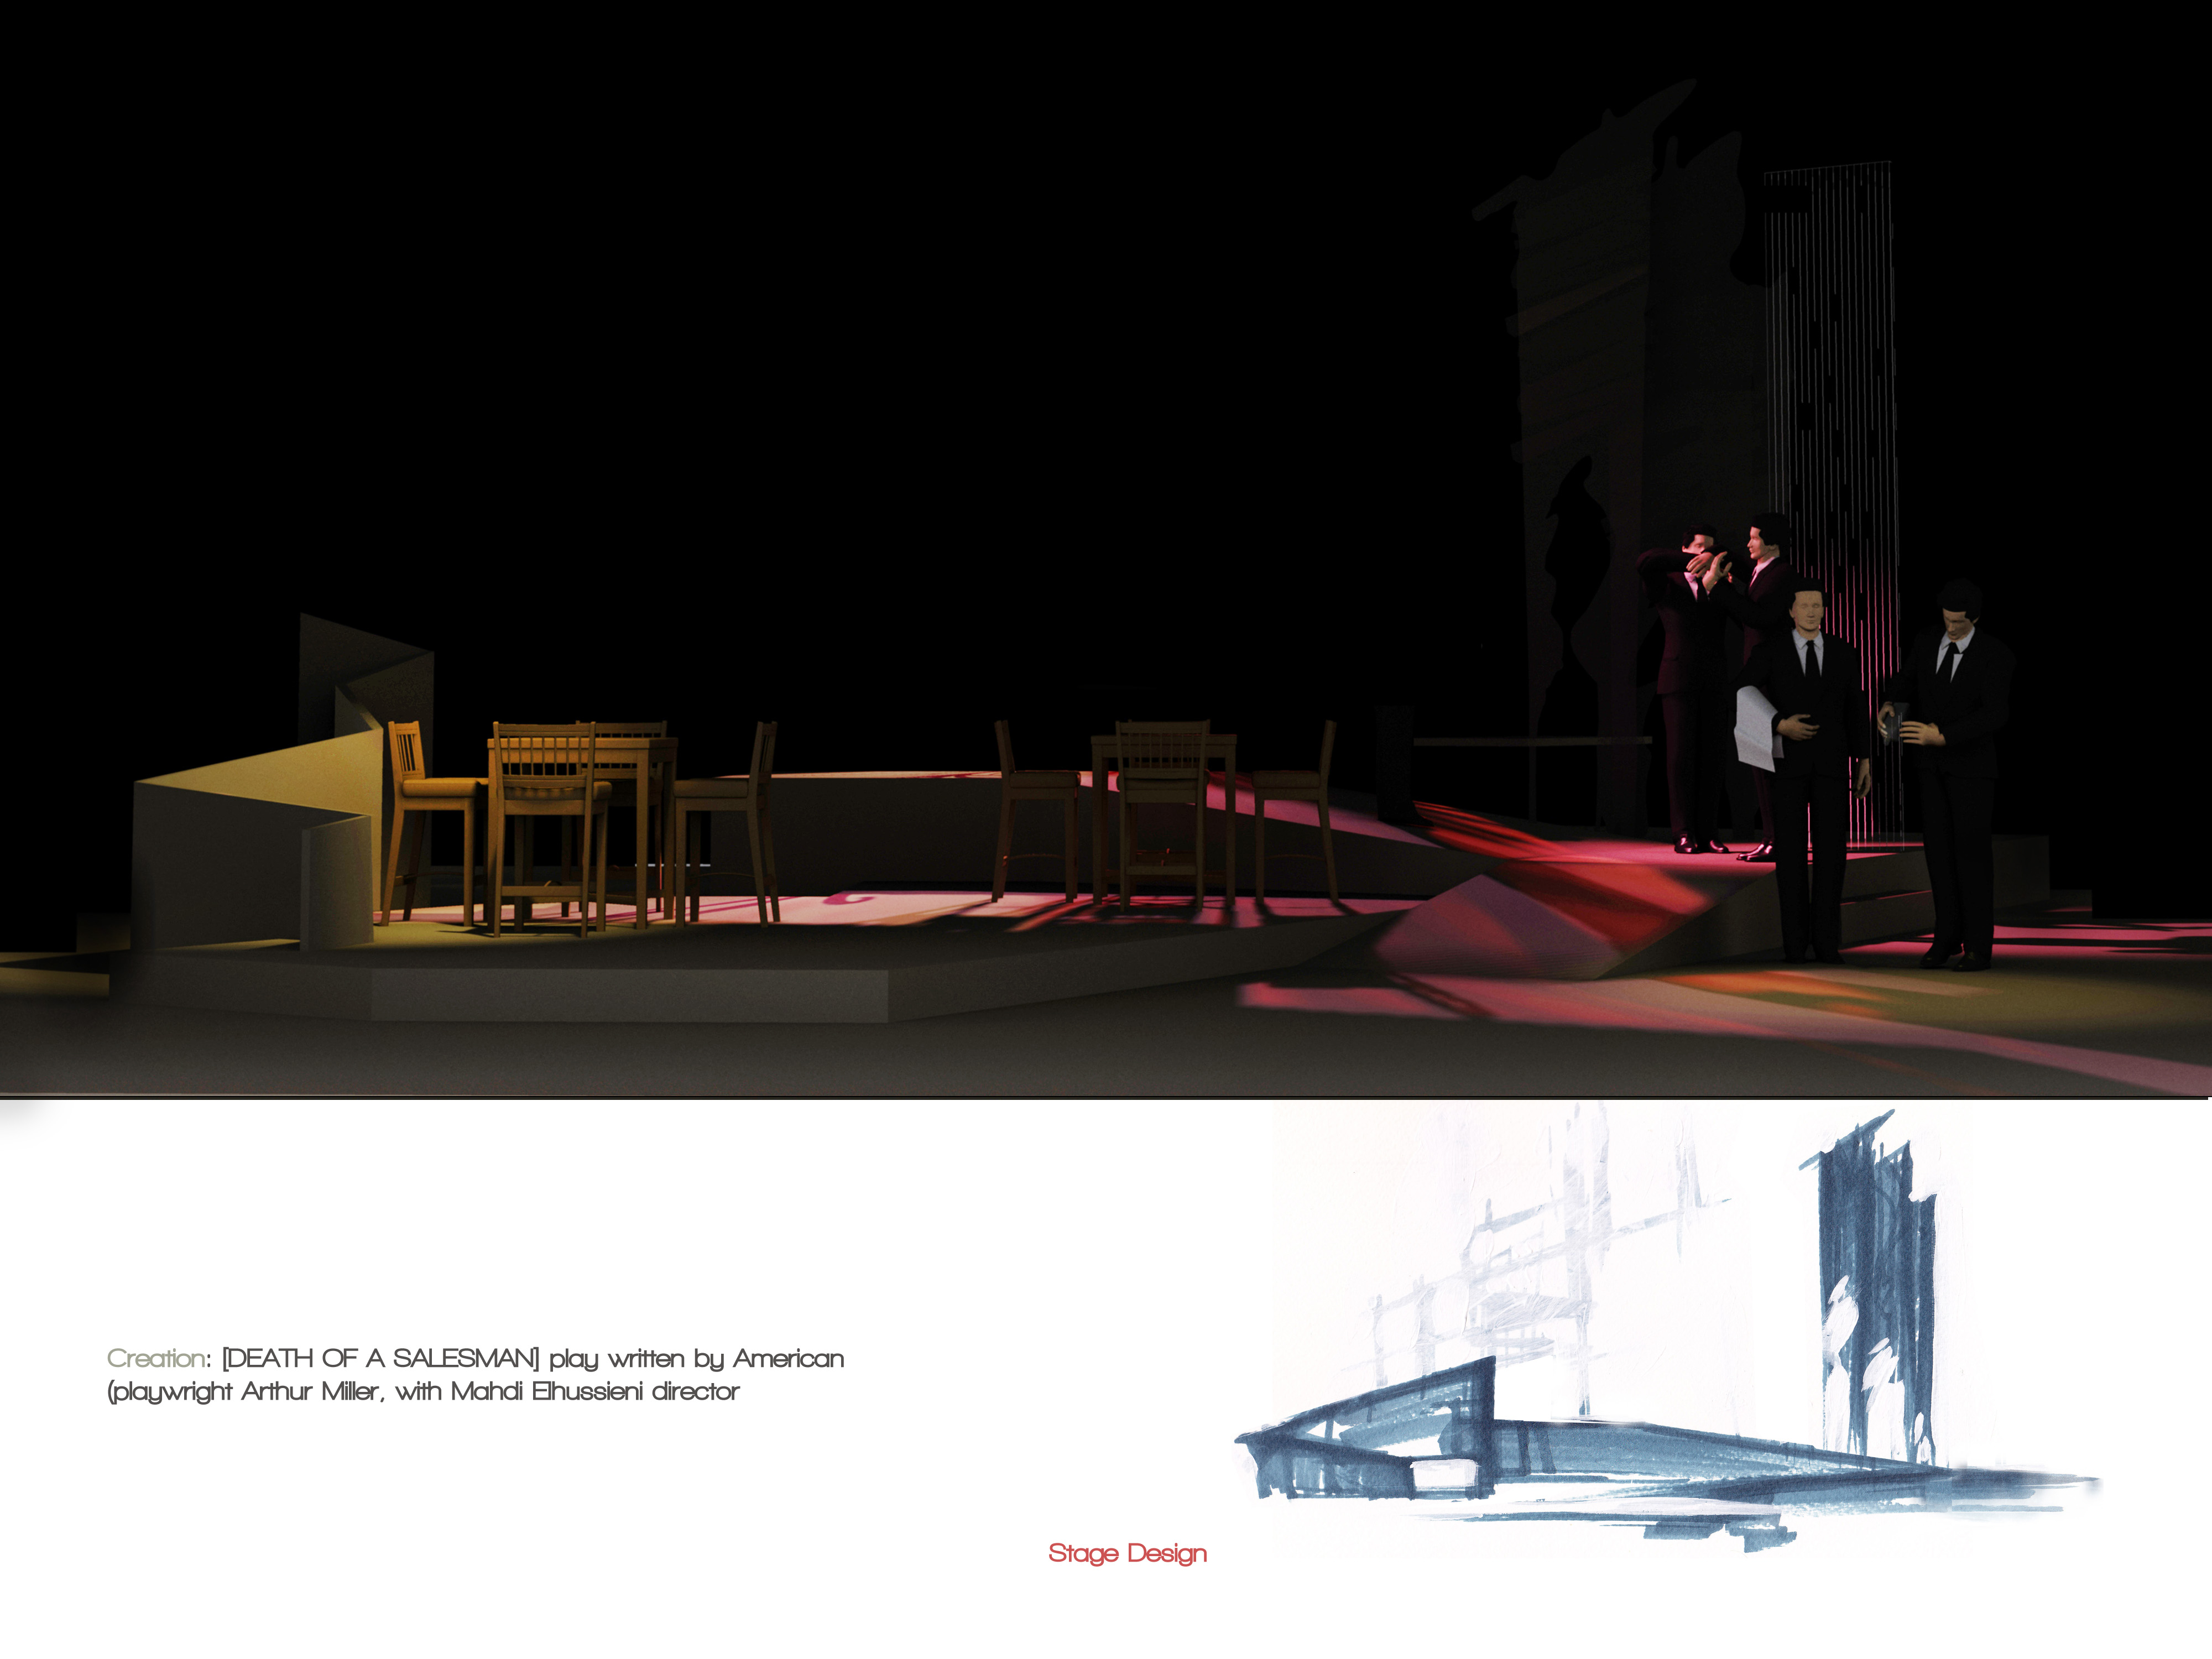 Creation: [DEATH OF A SALESMAN] play written by American
(playwright Arthur Miller, with Mahdi Elhussieni director
Stage Design